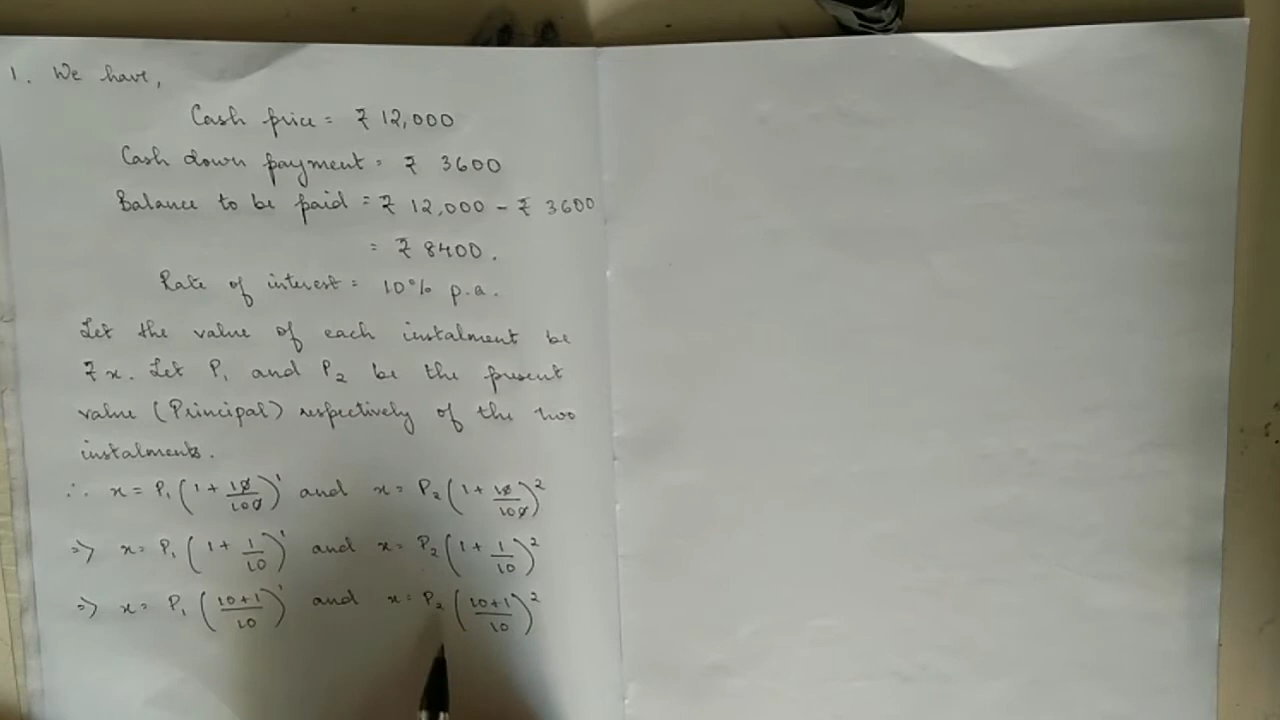 1. We have,
Cash price = ₹ 12,000
Cash down payment = ₹ 3600
Balance to be paid = ₹ 12,000 - ₹ 3600
= ₹ 8400.
Rate of interest = 10% p.a.
Let the value of each instalment be
₹ x. Let P₁ and P₂ be the present
value (Principal) respectively of the two
instalments.
∴ x = P₁(1 + 10/100)¹ and x = P₂(1 + 10/100)²
⇒ x = P₁(1 + 1/10)¹ and x = P₂(1 + 1/10)²
⇒ x = P₁((10+1)/10)¹ and x = P₂((10+1)/10)²